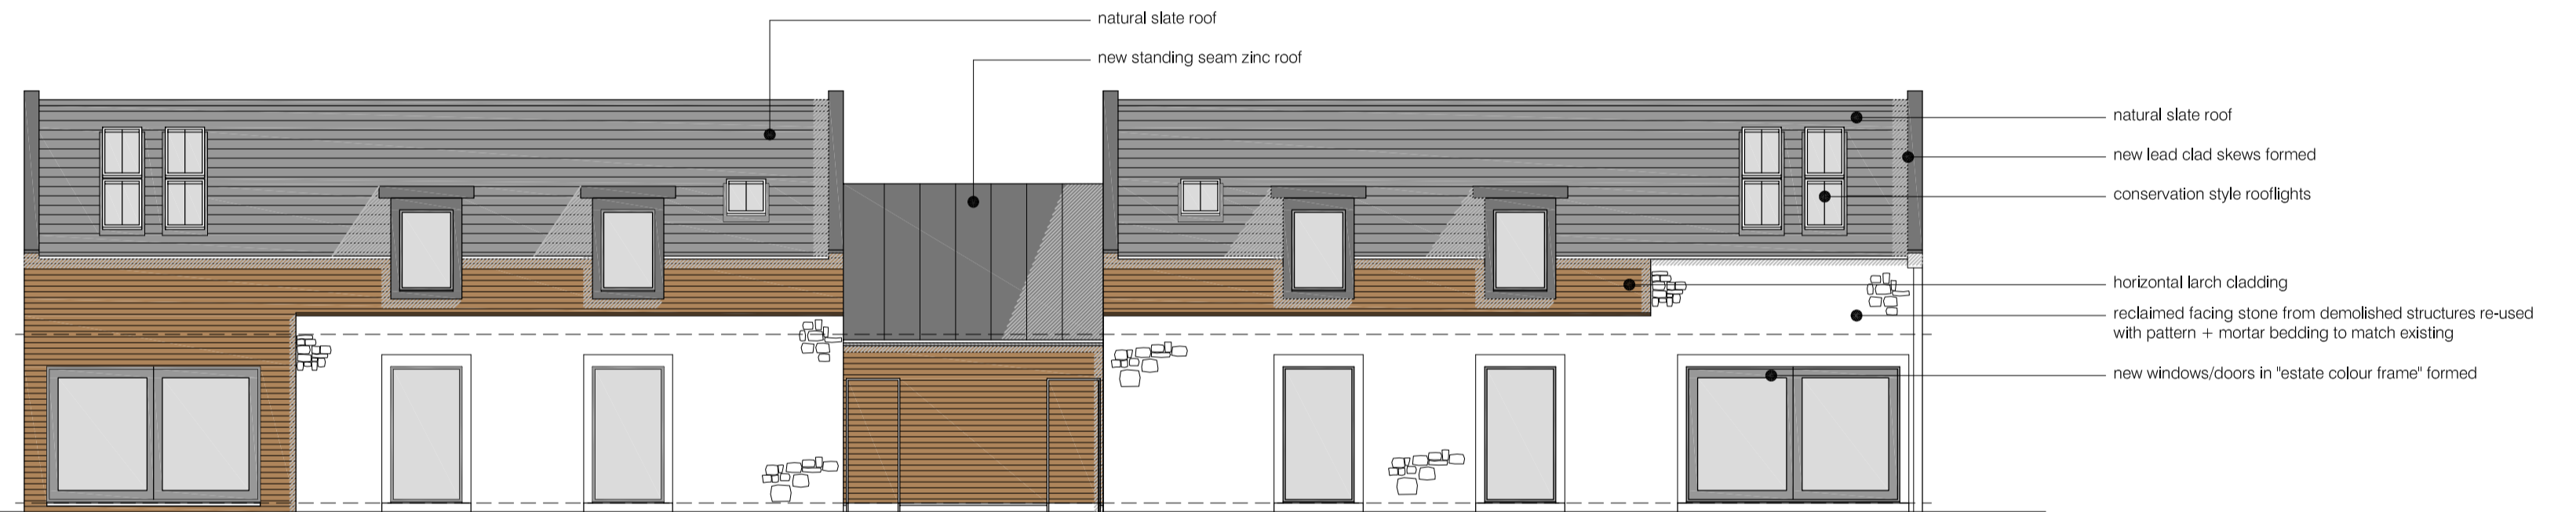 natural slate roof
new standing seam zinc roof
natural slate roof
new lead clad skews formed
conservation style rooflights
horizontal larch cladding
reclaimed facing stone from demolished structures re-used
with pattern + mortar bedding to match existing
new windows/doors in "estate colour frame" formed